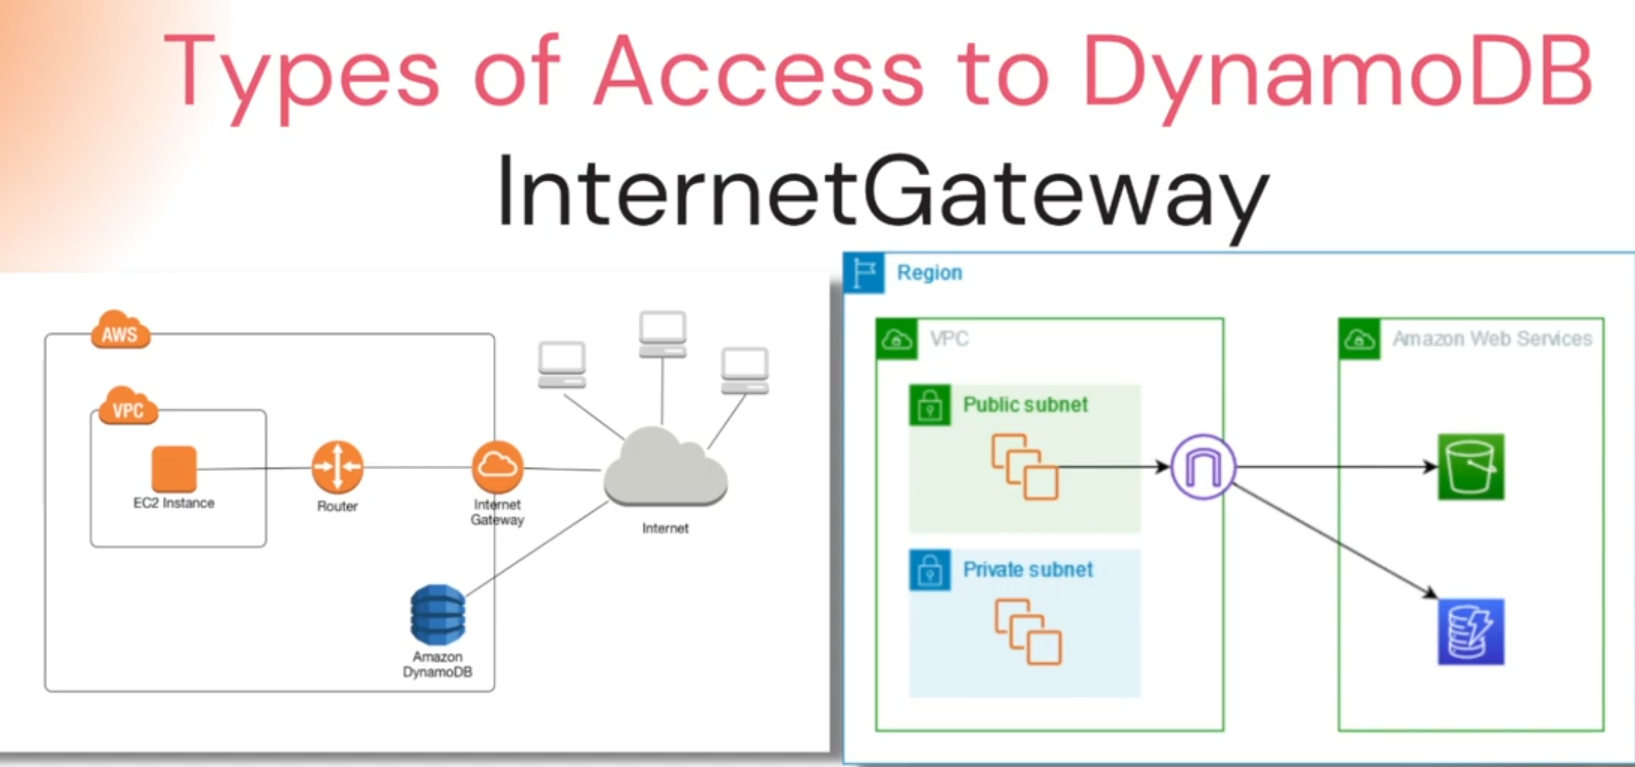 Types of Access to DynamoDB
InternetGateway
AWS
VPC
EC2 Instance
Router
Internet
Gateway
Internet
Amazon
DynamoDB
Region
VPC
Public subnet
Private subnet
Amazon Web Services